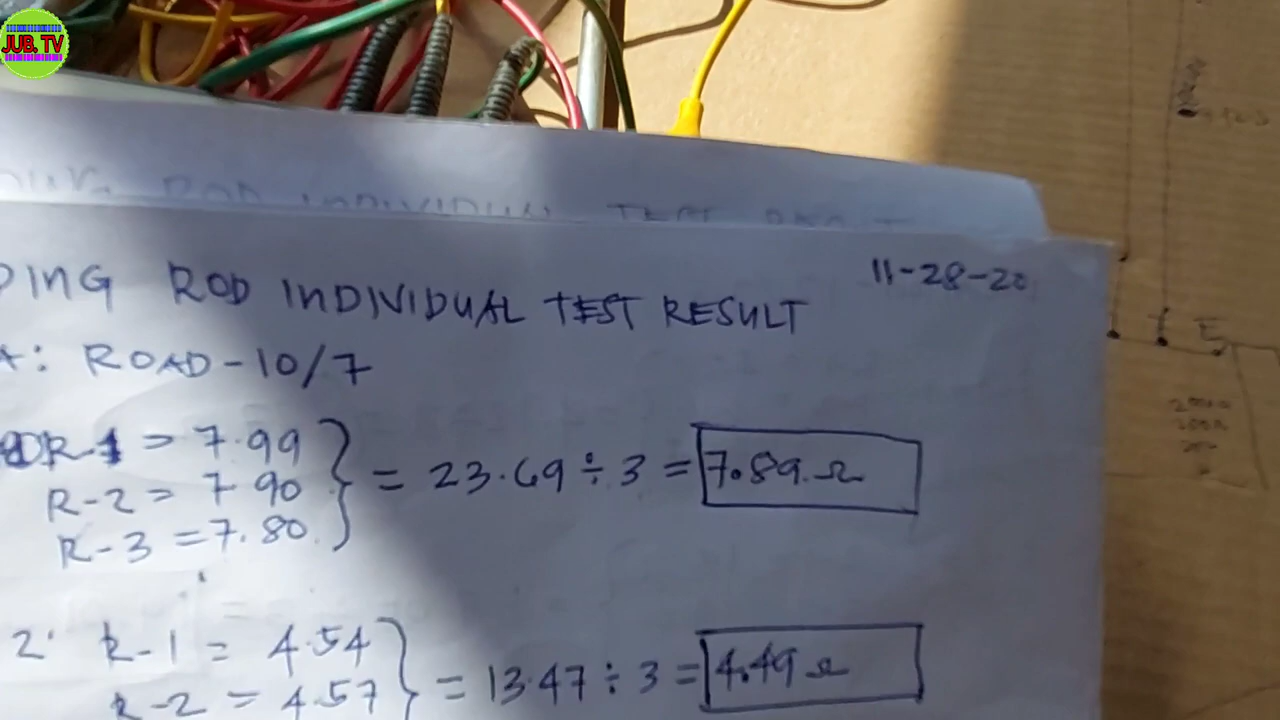 JUB.TV
DING ROD INDIVIDUAL TEST RESULT 11-28-20
A: ROAD-10/7
R-1 = 7.99
R-2 = 7.90 = 23.69 ÷ 3 = 7.89 Ω
R-3 = 7.80
2. R-1 = 4.54
R-2 = 4.57 = 13.47 ÷ 3 = 4.49 Ω